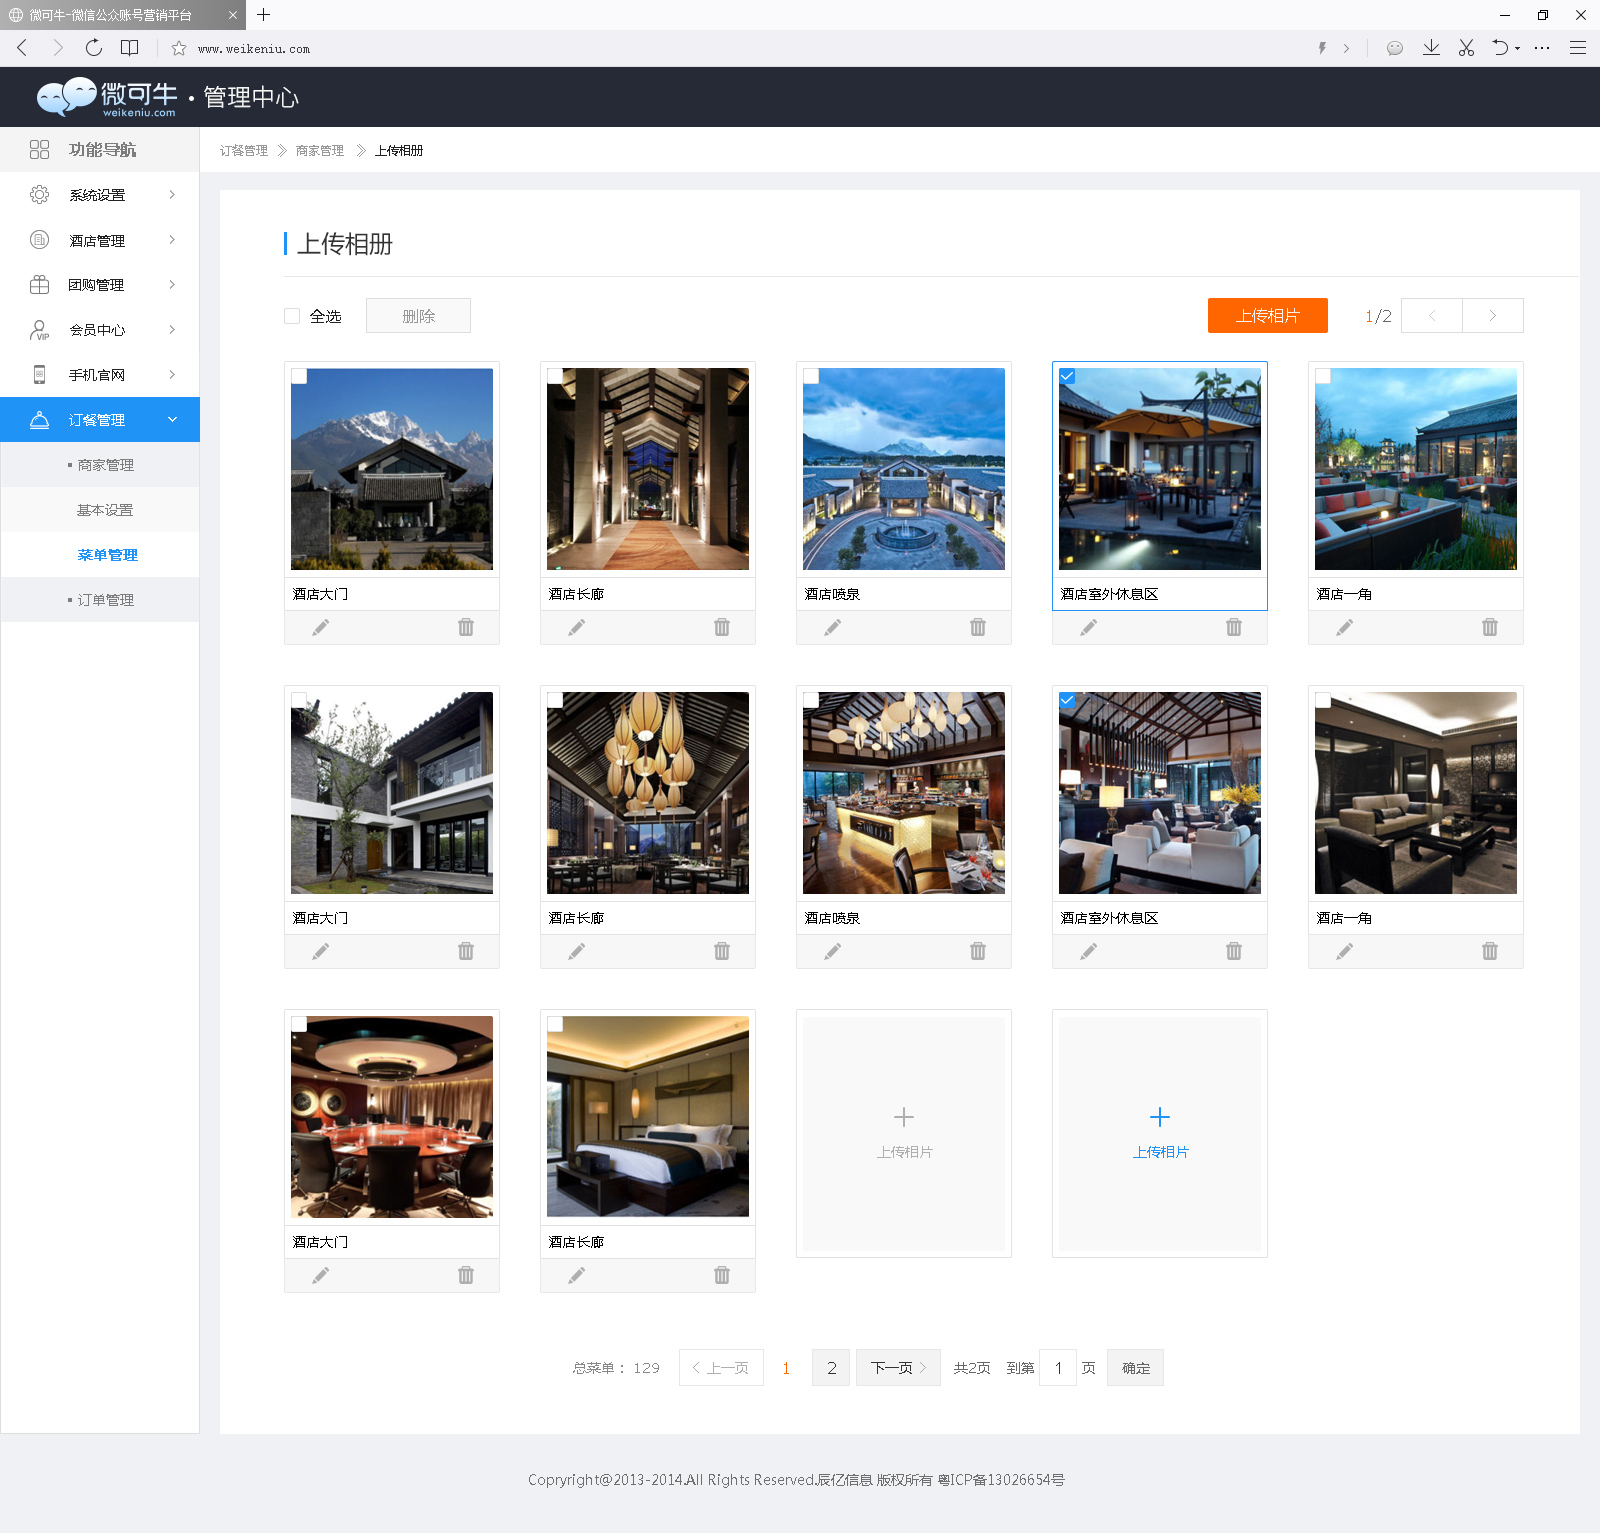 微可牛-微信公众账号营销平台
www.weikeniu.com
微可牛 weikeniu.com · 管理中心
功能导航
订餐管理 商家管理 上传相册
系统设置
酒店管理
团购管理
会员中心
VIP
手机官网
订餐管理
商家管理
基本设置
菜单管理
订单管理
上传相册
全选 删除 上传相片 1/2
酒店大门 酒店长廊 酒店喷泉 酒店室外休息区 酒店一角
酒店大门 酒店长廊 酒店喷泉 酒店室外休息区 酒店一角
上传相片 上传相片
酒店大门 酒店长廊
总菜单： 129 上一页 1 2 下一页 共2页 到第 1 页 确定
Copryright@2013-2014.All Rights Reserved.辰亿信息 版权所有 粤ICP备13026654号